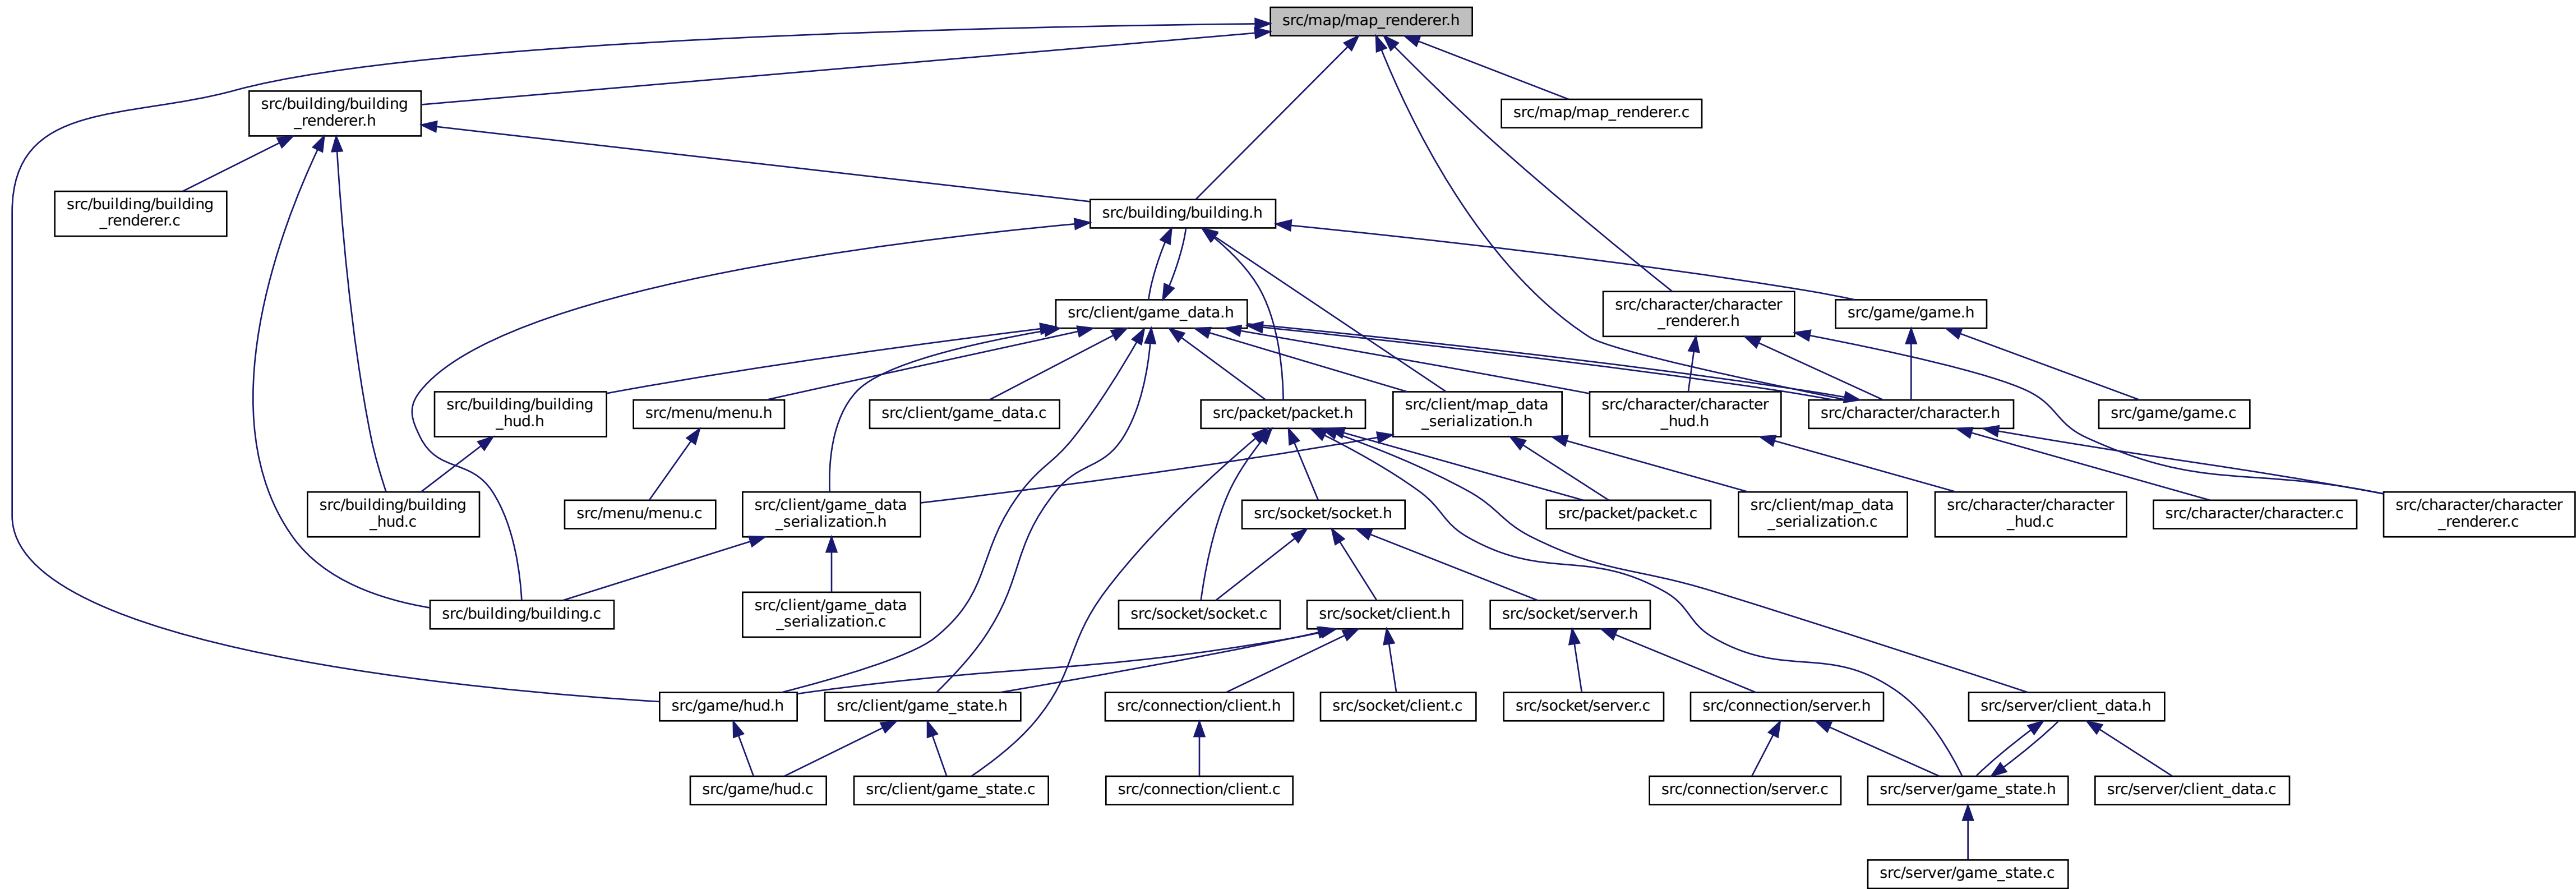 src/map/map_renderer.h
src/building/building
_renderer.h
src/map/map_renderer.c
src/building/building
_renderer.c
src/building/building.h
src/client/game_data.h
src/character/character
_renderer.h
src/game/game.h
src/building/building
_hud.h
src/menu/menu.h
src/client/game_data.c
src/packet/packet.h
src/client/map_data
_serialization.h
src/character/character
_hud.h
src/character/character.h
src/game/game.c
src/building/building
_hud.c
src/menu/menu.c
src/client/game_data
_serialization.h
src/socket/socket.h
src/packet/packet.c
src/client/map_data
_serialization.c
src/character/character
_hud.c
src/character/character.c
src/character/character
_renderer.c
src/building/building.c
src/client/game_data
_serialization.c
src/socket/socket.c
src/socket/client.h
src/socket/server.h
src/game/hud.h
src/client/game_state.h
src/connection/client.h
src/socket/client.c
src/socket/server.c
src/connection/server.h
src/server/client_data.h
src/game/hud.c
src/client/game_state.c
src/connection/client.c
src/connection/server.c
src/server/game_state.h
src/server/client_data.c
src/server/game_state.c